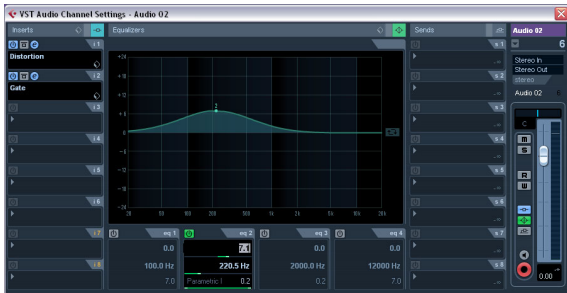 VST Audio Channel Settings - Audio 02
Inserts
Equalizers
Sends
Audio 02
i 1
Distortion
i 2
Gate
i 3
i 4
i 5
i 6
i 7
i 8
+24
+18
+12
+6
0
-6
-12
-18
-24
20 50 100 200 500 1k 2k 5k 10k 20k
2
eq 1
0.0
100.0 Hz
7.0
eq 2
7.1
220.5 Hz
Parametric I 0.2
eq 3
0.0
2000.0 Hz
0.2
eq 4
0.0
12000 Hz
7.0
s 1
s 2
s 3
s 4
s 5
s 6
s 7
s 8
6
Stereo In
Stereo Out
stereo
Audio 02
C
M
S
R
W
0.00